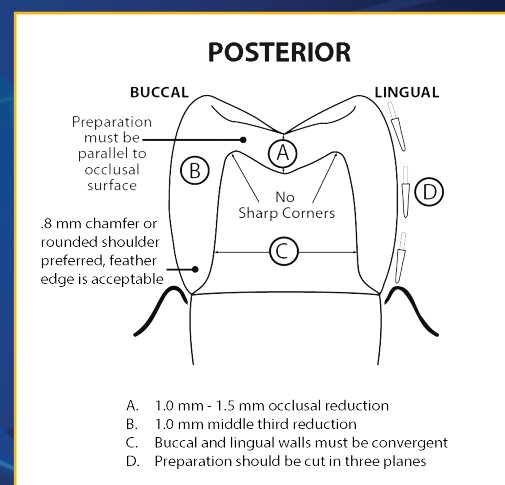 POSTERIOR
BUCCAL
LINGUAL
Preparation
must be
parallel to
occlusal
surface
A
B
D
No
Sharp Corners
.8 mm chamfer or
rounded shoulder
preferred, feather
edge is acceptable
C
A. 1.0 mm - 1.5 mm occlusal reduction
B. 1.0 mm middle third reduction
C. Buccal and lingual walls must be convergent
D. Preparation should be cut in three planes